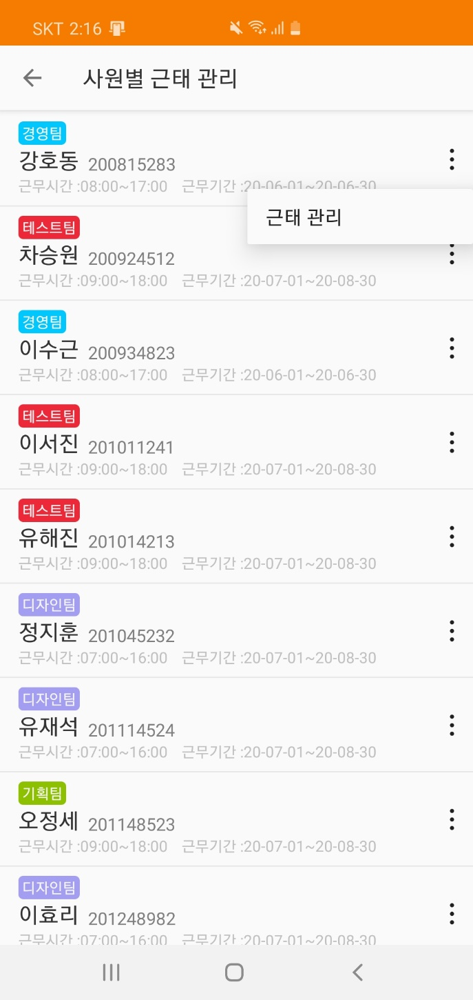 SKT 2:16
사원별 근태 관리
경영팀
강호동 200815283
근무시간 :08:00~17:00 근무기간 :20-06-01~20-06-30
근태 관리
테스트팀
차승원 200924512
근무시간 :09:00~18:00 근무기간 :20-07-01~20-08-30
경영팀
이수근 200934823
근무시간 :08:00~17:00 근무기간 :20-06-01~20-06-30
테스트팀
이서진 201011241
근무시간 :09:00~18:00 근무기간 :20-07-01~20-08-30
테스트팀
유해진 201014213
근무시간 :09:00~18:00 근무기간 :20-07-01~20-08-30
디자인팀
정지훈 201045232
근무시간 :07:00~16:00 근무기간 :20-07-01~20-08-30
디자인팀
유재석 201114524
근무시간 :07:00~16:00 근무기간 :20-07-01~20-08-30
기획팀
오정세 201148523
근무시간 :09:00~18:00 근무기간 :20-07-01~20-08-30
디자인팀
이효리 201248982
근무시간 :07:00~16:00 근무기간 :20-07-01~20-08-30